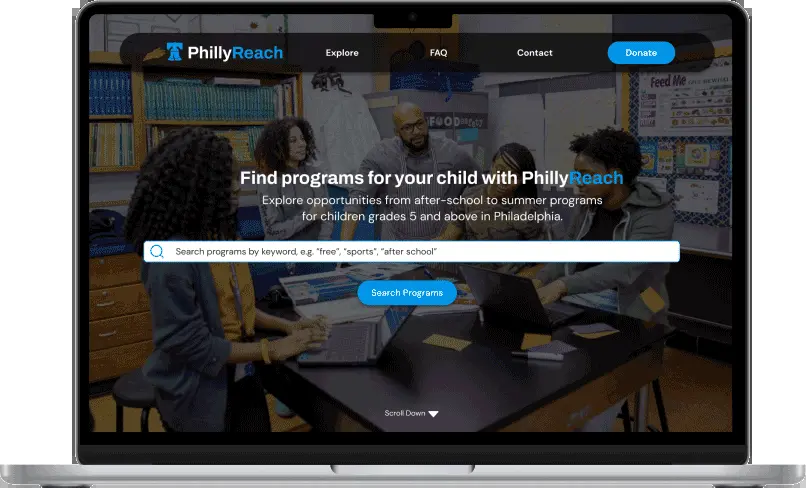 PhillyReach
Explore
FAQ
Contact
Donate
Feed Me
Find programs for your child with PhillyReach
Explore opportunities from after-school to summer programs
for children grades 5 and above in Philadelphia.
Search programs by keyword, e.g. “free”, “sports”, “after school”
Search Programs
Scroll Down